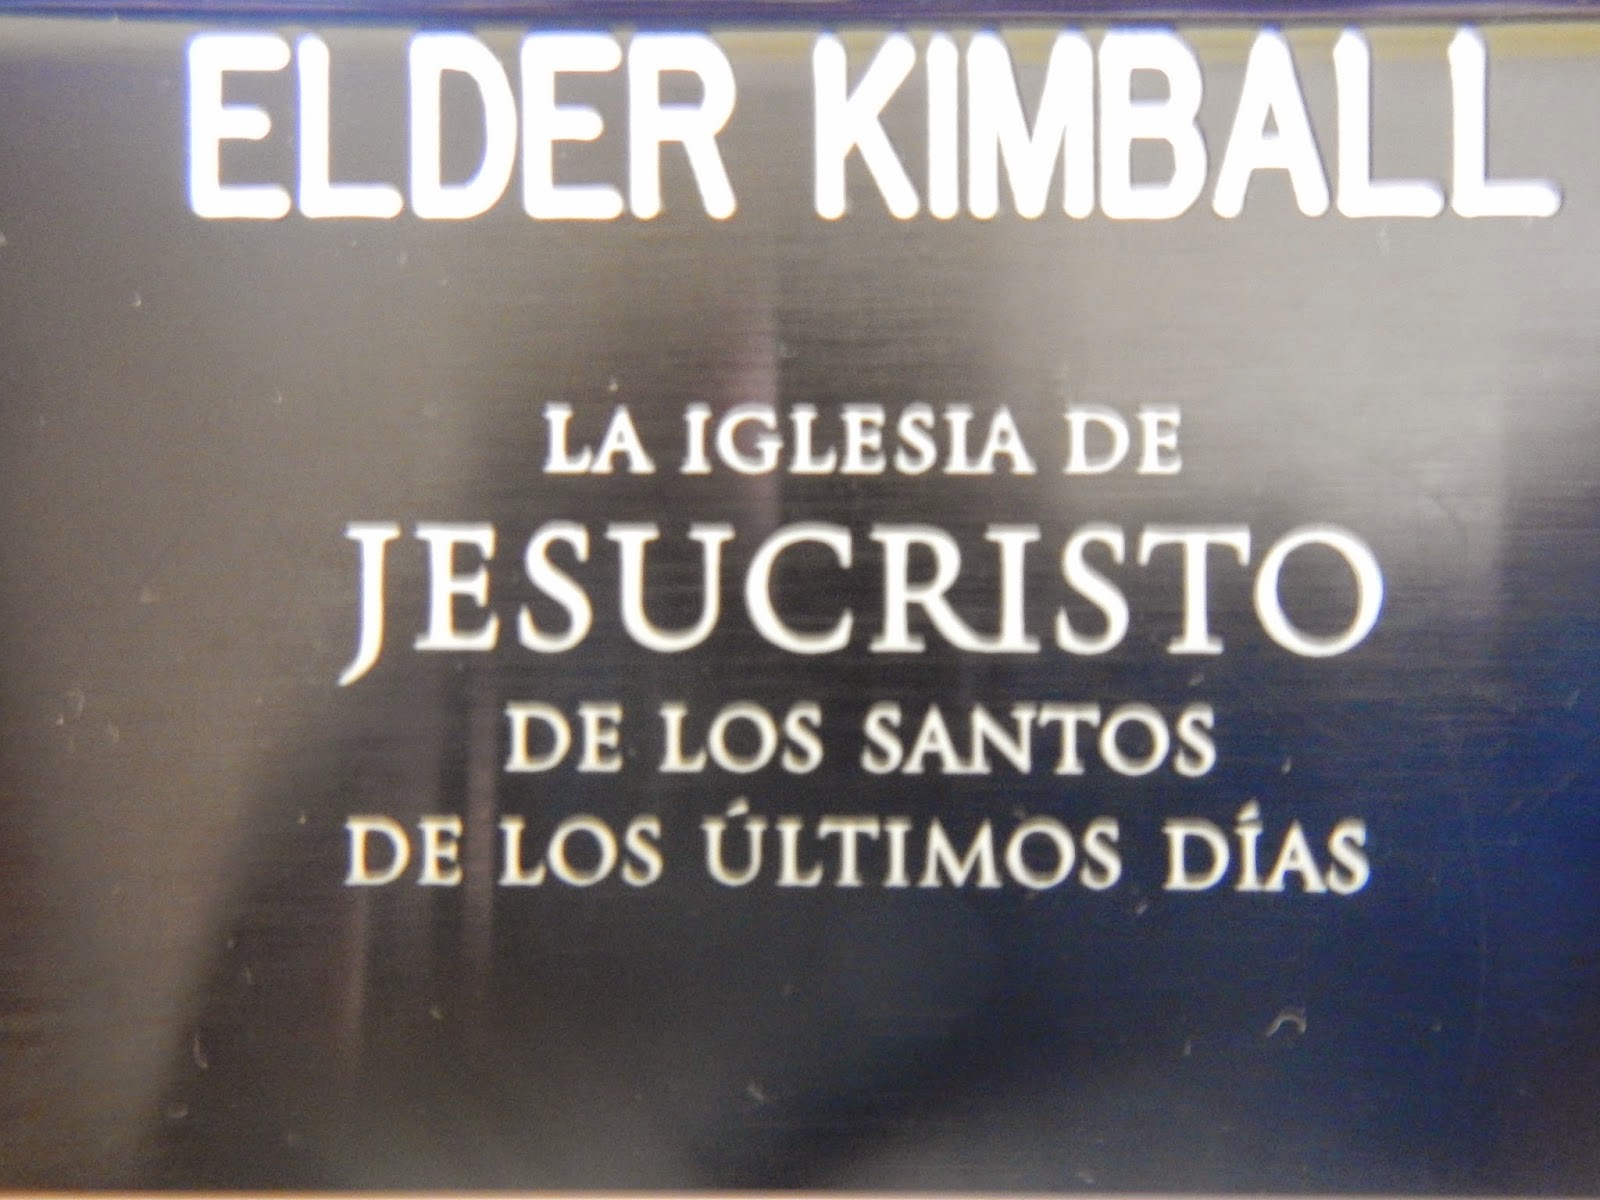 ELDER KIMBALL
LA IGLESIA DE
JESUCRISTO
DE LOS SANTOS
DE LOS ÚLTIMOS DÍAS